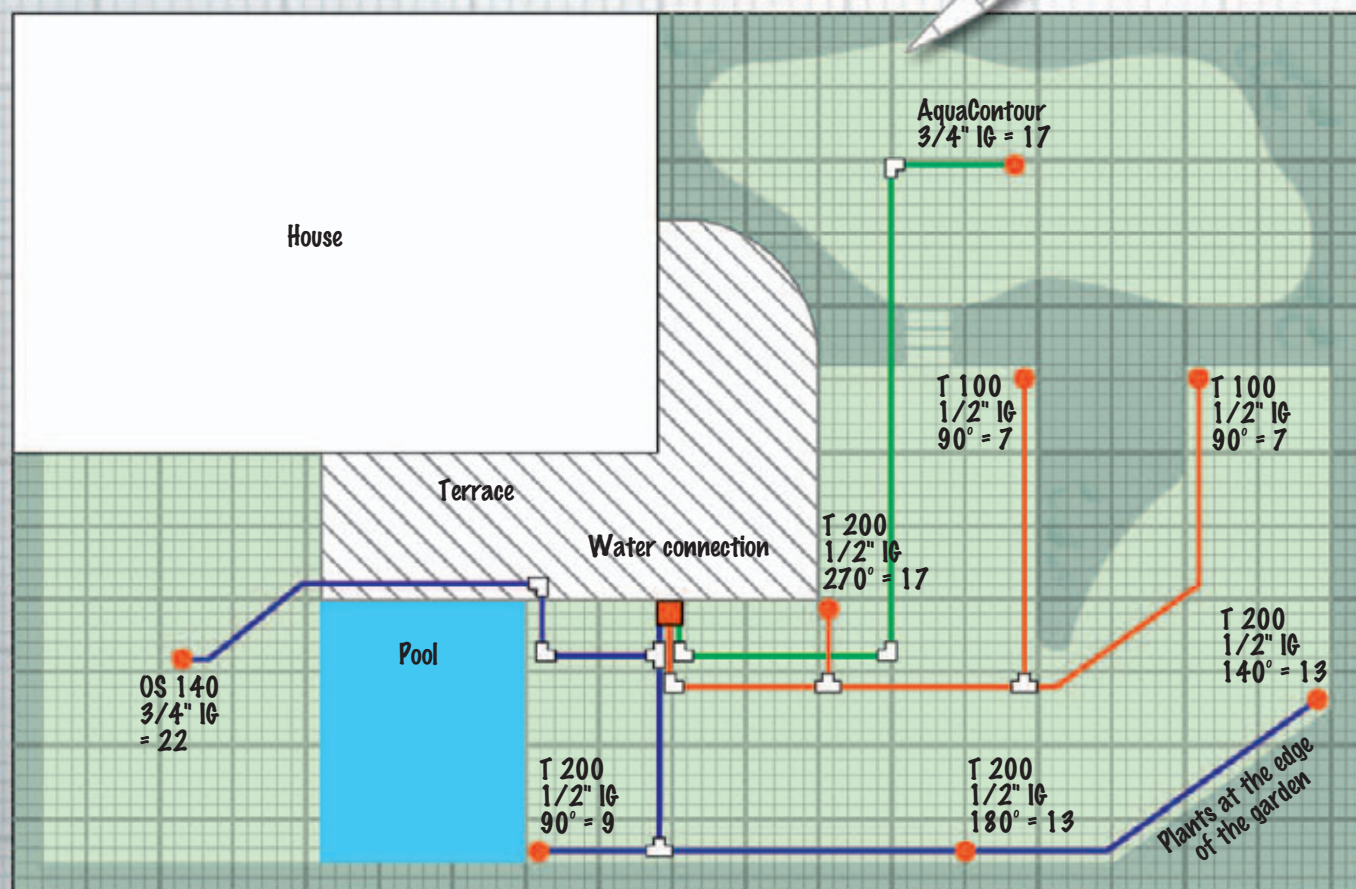 AquaContour
3/4" IG = 17
House
T 100
1/2" IG
90° = 7
T 100
1/2" IG
90° = 7
Terrace
Water connection
T 200
1/2" IG
270° = 17
Pool
OS 140
3/4" IG
= 22
T 200
1/2" IG
140° = 13
T 200
1/2" IG
90° = 9
T 200
1/2" IG
180° = 13
Plants at the edge
of the garden